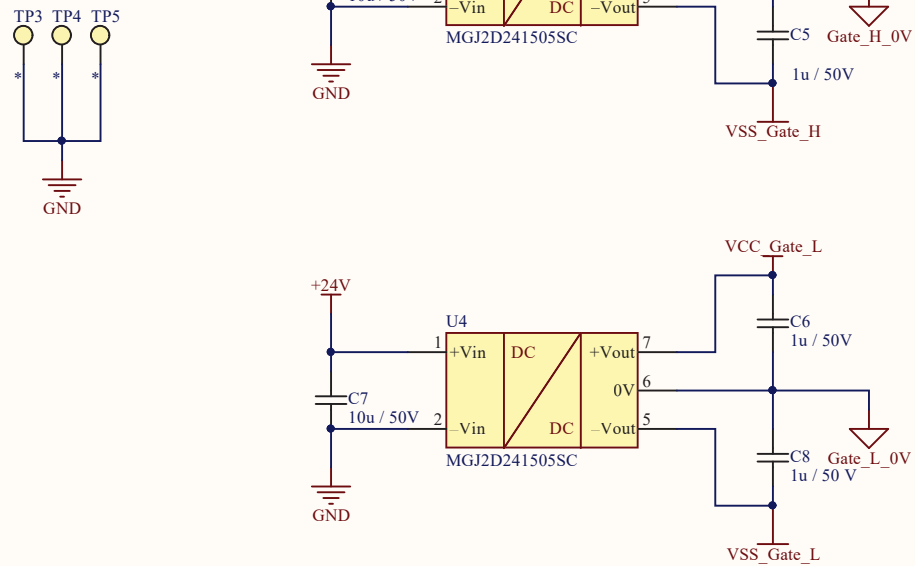 TP3 TP4 TP5
* * *
GND
2
–Vin
DC
–Vout
MGJ2D241505SC
GND
C5
1u / 50V
Gate_H_0V
VSS_Gate_H
VCC_Gate_L
+24V
U4
1
+Vin
DC
+Vout
7
C6
1u / 50V
0V
6
C7
10u / 50V
2
–Vin
DC
–Vout
5
MGJ2D241505SC
C8
1u / 50 V
Gate_L_0V
GND
VSS_Gate_L